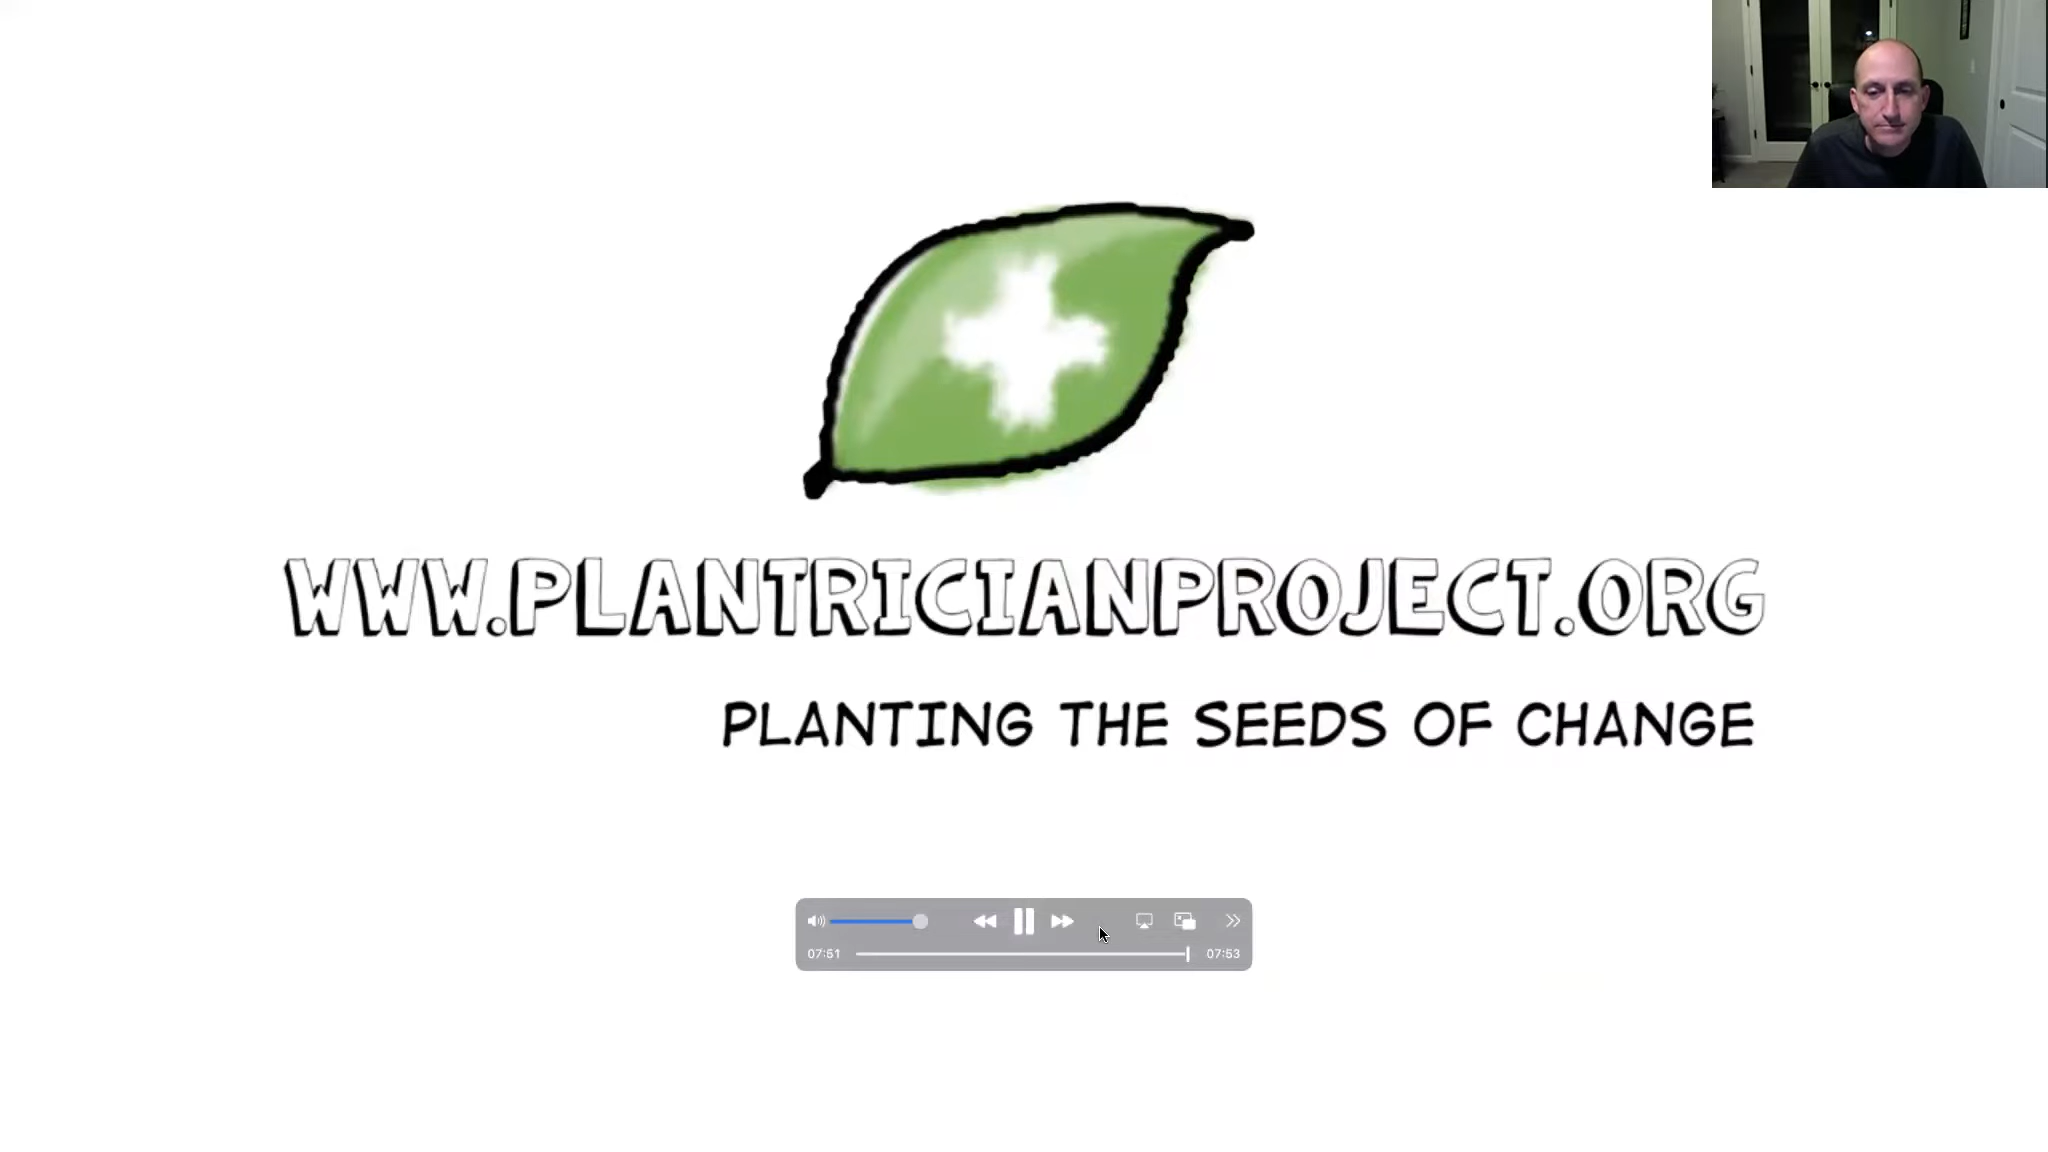 WWW.PLANTRICIANPROJECT.ORG
PLANTING THE SEEDS OF CHANGE
07:51
07:53